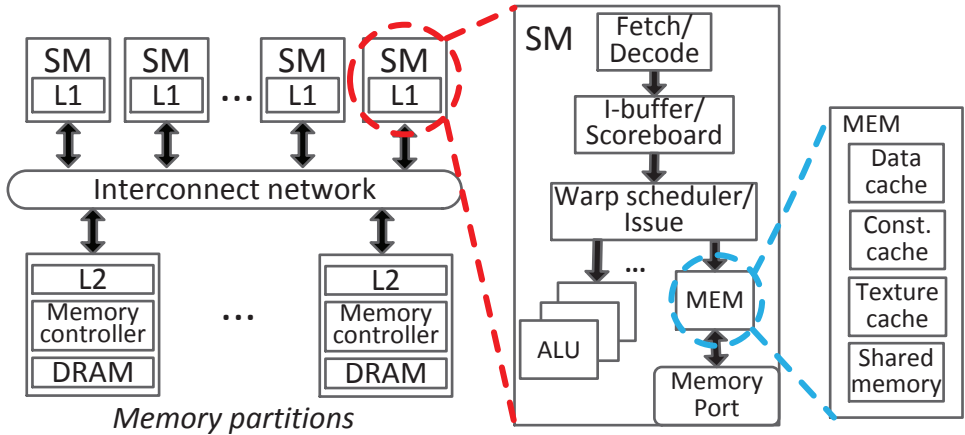 SM
L1
SM
L1
...
SM
L1
SM
L1
Interconnect network
L2
Memory
controller
DRAM
...
L2
Memory
controller
DRAM
Memory partitions
SM
Fetch/
Decode
I-buffer/
Scoreboard
Warp scheduler/
Issue
...
ALU
MEM
Memory
Port
MEM
Data
cache
Const.
cache
Texture
cache
Shared
memory